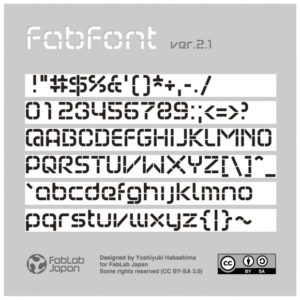 FabFont ver.2.1
!"#$%&'()*+,-./
0123456789:;<=>?
@ABCDEFGHIJKLMNO
PQRSTUVWXYZ[\]^_
`abcdefghijklmno
pqrstuvwxyz{|}~
FabLab
Japan
Designed by Yoshiyuki Habashima
for FabLab Japan
Some rights reserved (CC BY-SA 3.0)
cc
BY SA